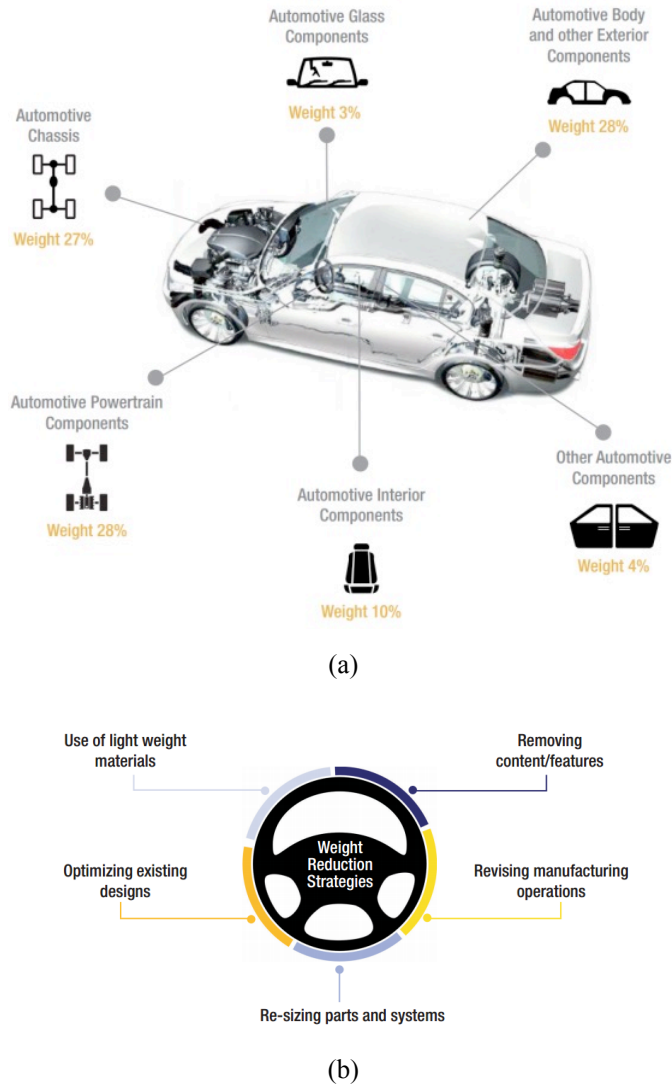 Automotive Glass
Components
Weight 3%
Automotive Body
and other Exterior
Components
Weight 28%
Automotive
Chassis
Weight 27%
Automotive Powertrain
Components
Weight 28%
Automotive Interior
Components
Weight 10%
Other Automotive
Components
Weight 4%
(a)
Use of light weight
materials
Removing
content/features
Weight
Reduction
Strategies
Optimizing existing
designs
Revising manufacturing
operations
Re-sizing parts and systems
(b)